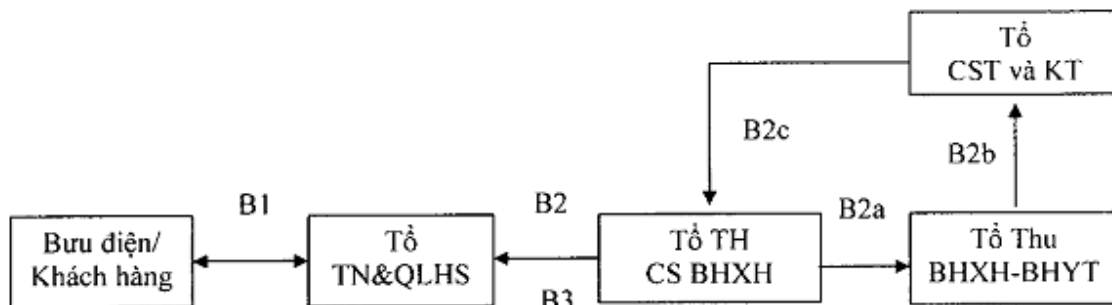 Tổ
CST và KT
B2c
B2b
B1
B2
B2a
Bưu điện/
Khách hàng
Tổ
TN&QLHS
Tổ TH
CS BHXH
Tổ Thu
BHXH-BHYT
B3